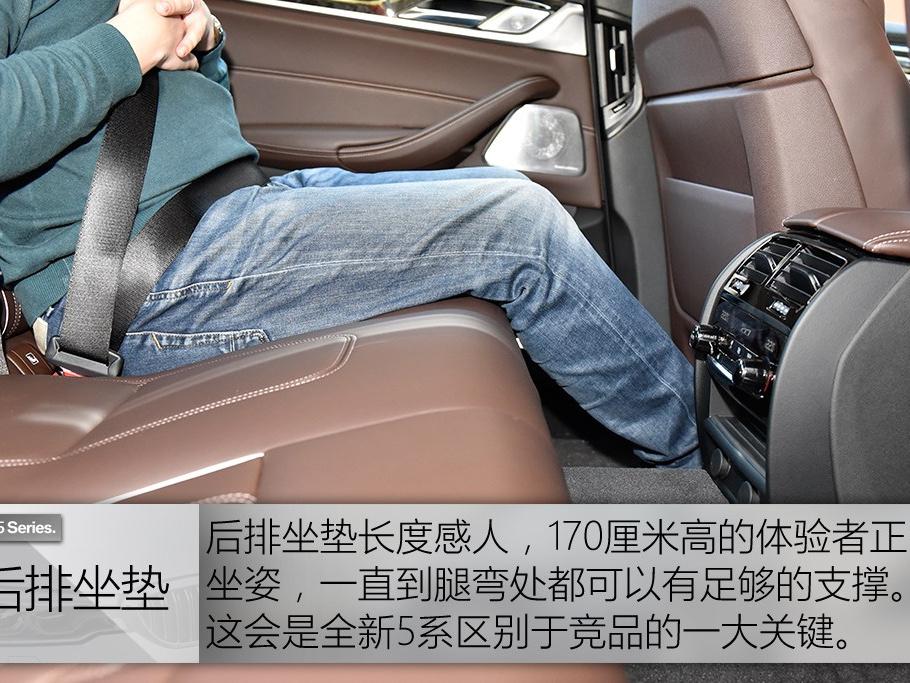 5 Series.
后排坐垫
后排坐垫长度感人，170厘米高的体验者正
坐姿，一直到腿弯处都可以有足够的支撑。
这会是全新5系区别于竞品的一大关键。